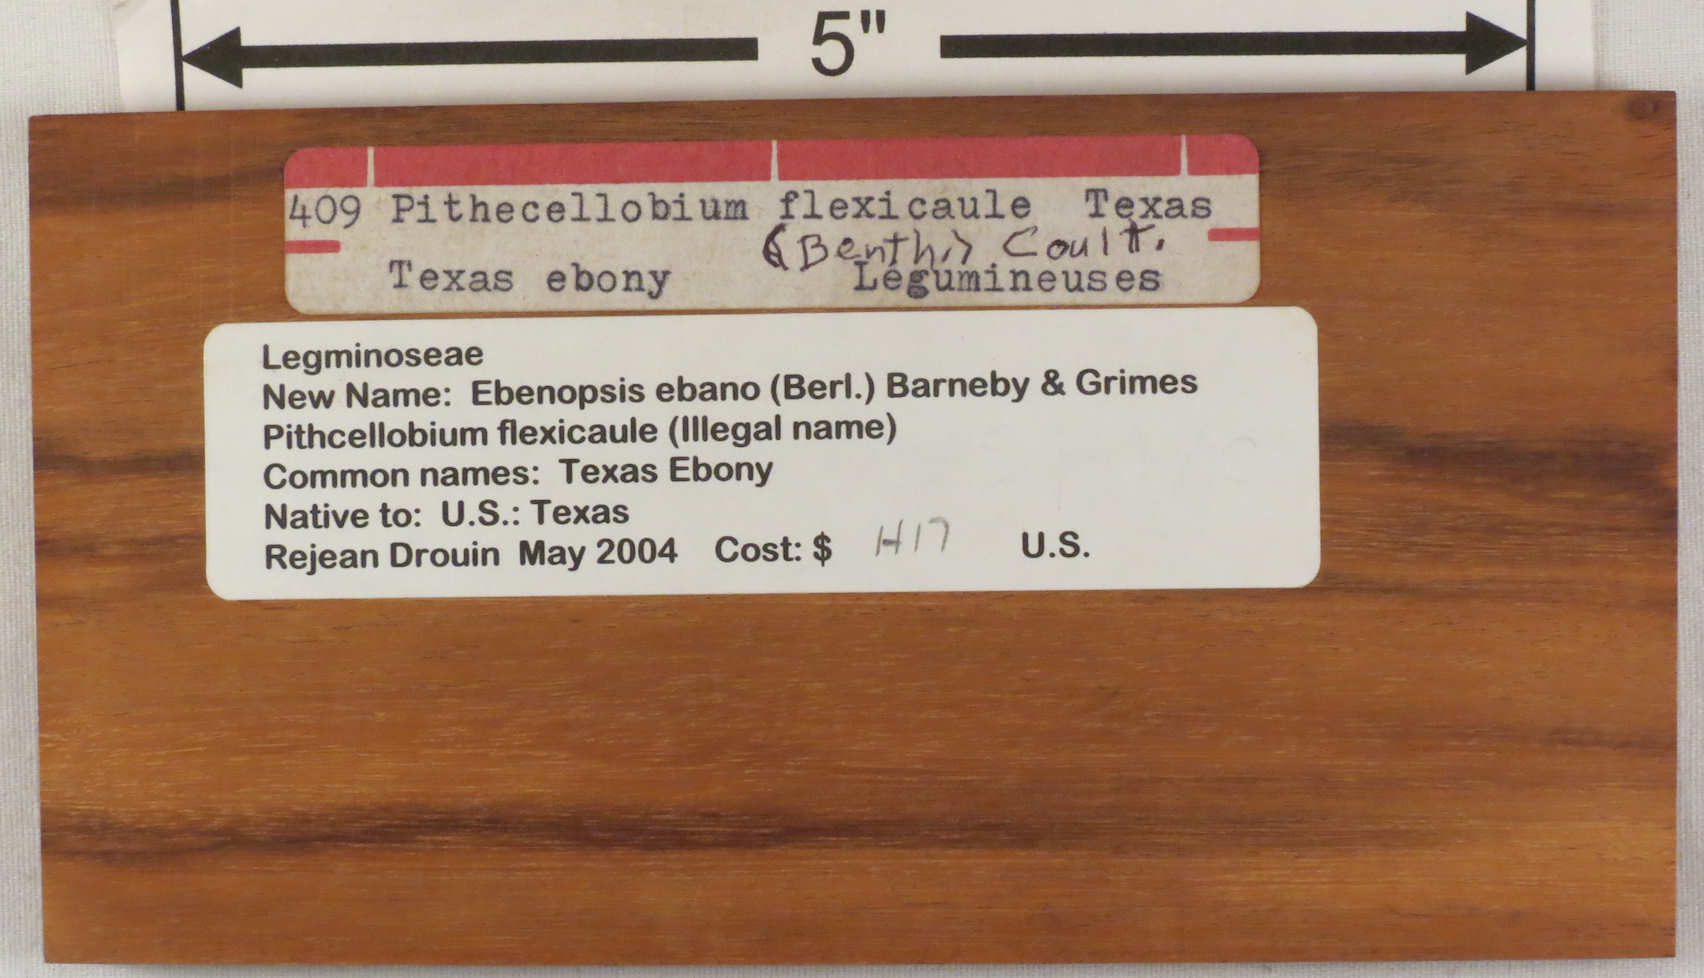 5"
409 Pithecellobium flexicaule Texas
(Benth.) Coult.
Texas ebony Légumineuses
Legminoseae
New Name: Ebenopsis ebano (Berl.) Barneby & Grimes
Pithcellobium flexicaule (Illegal name)
Common names: Texas Ebony
Native to: U.S.: Texas
Rejean Drouin May 2004 Cost: $ H17 U.S.